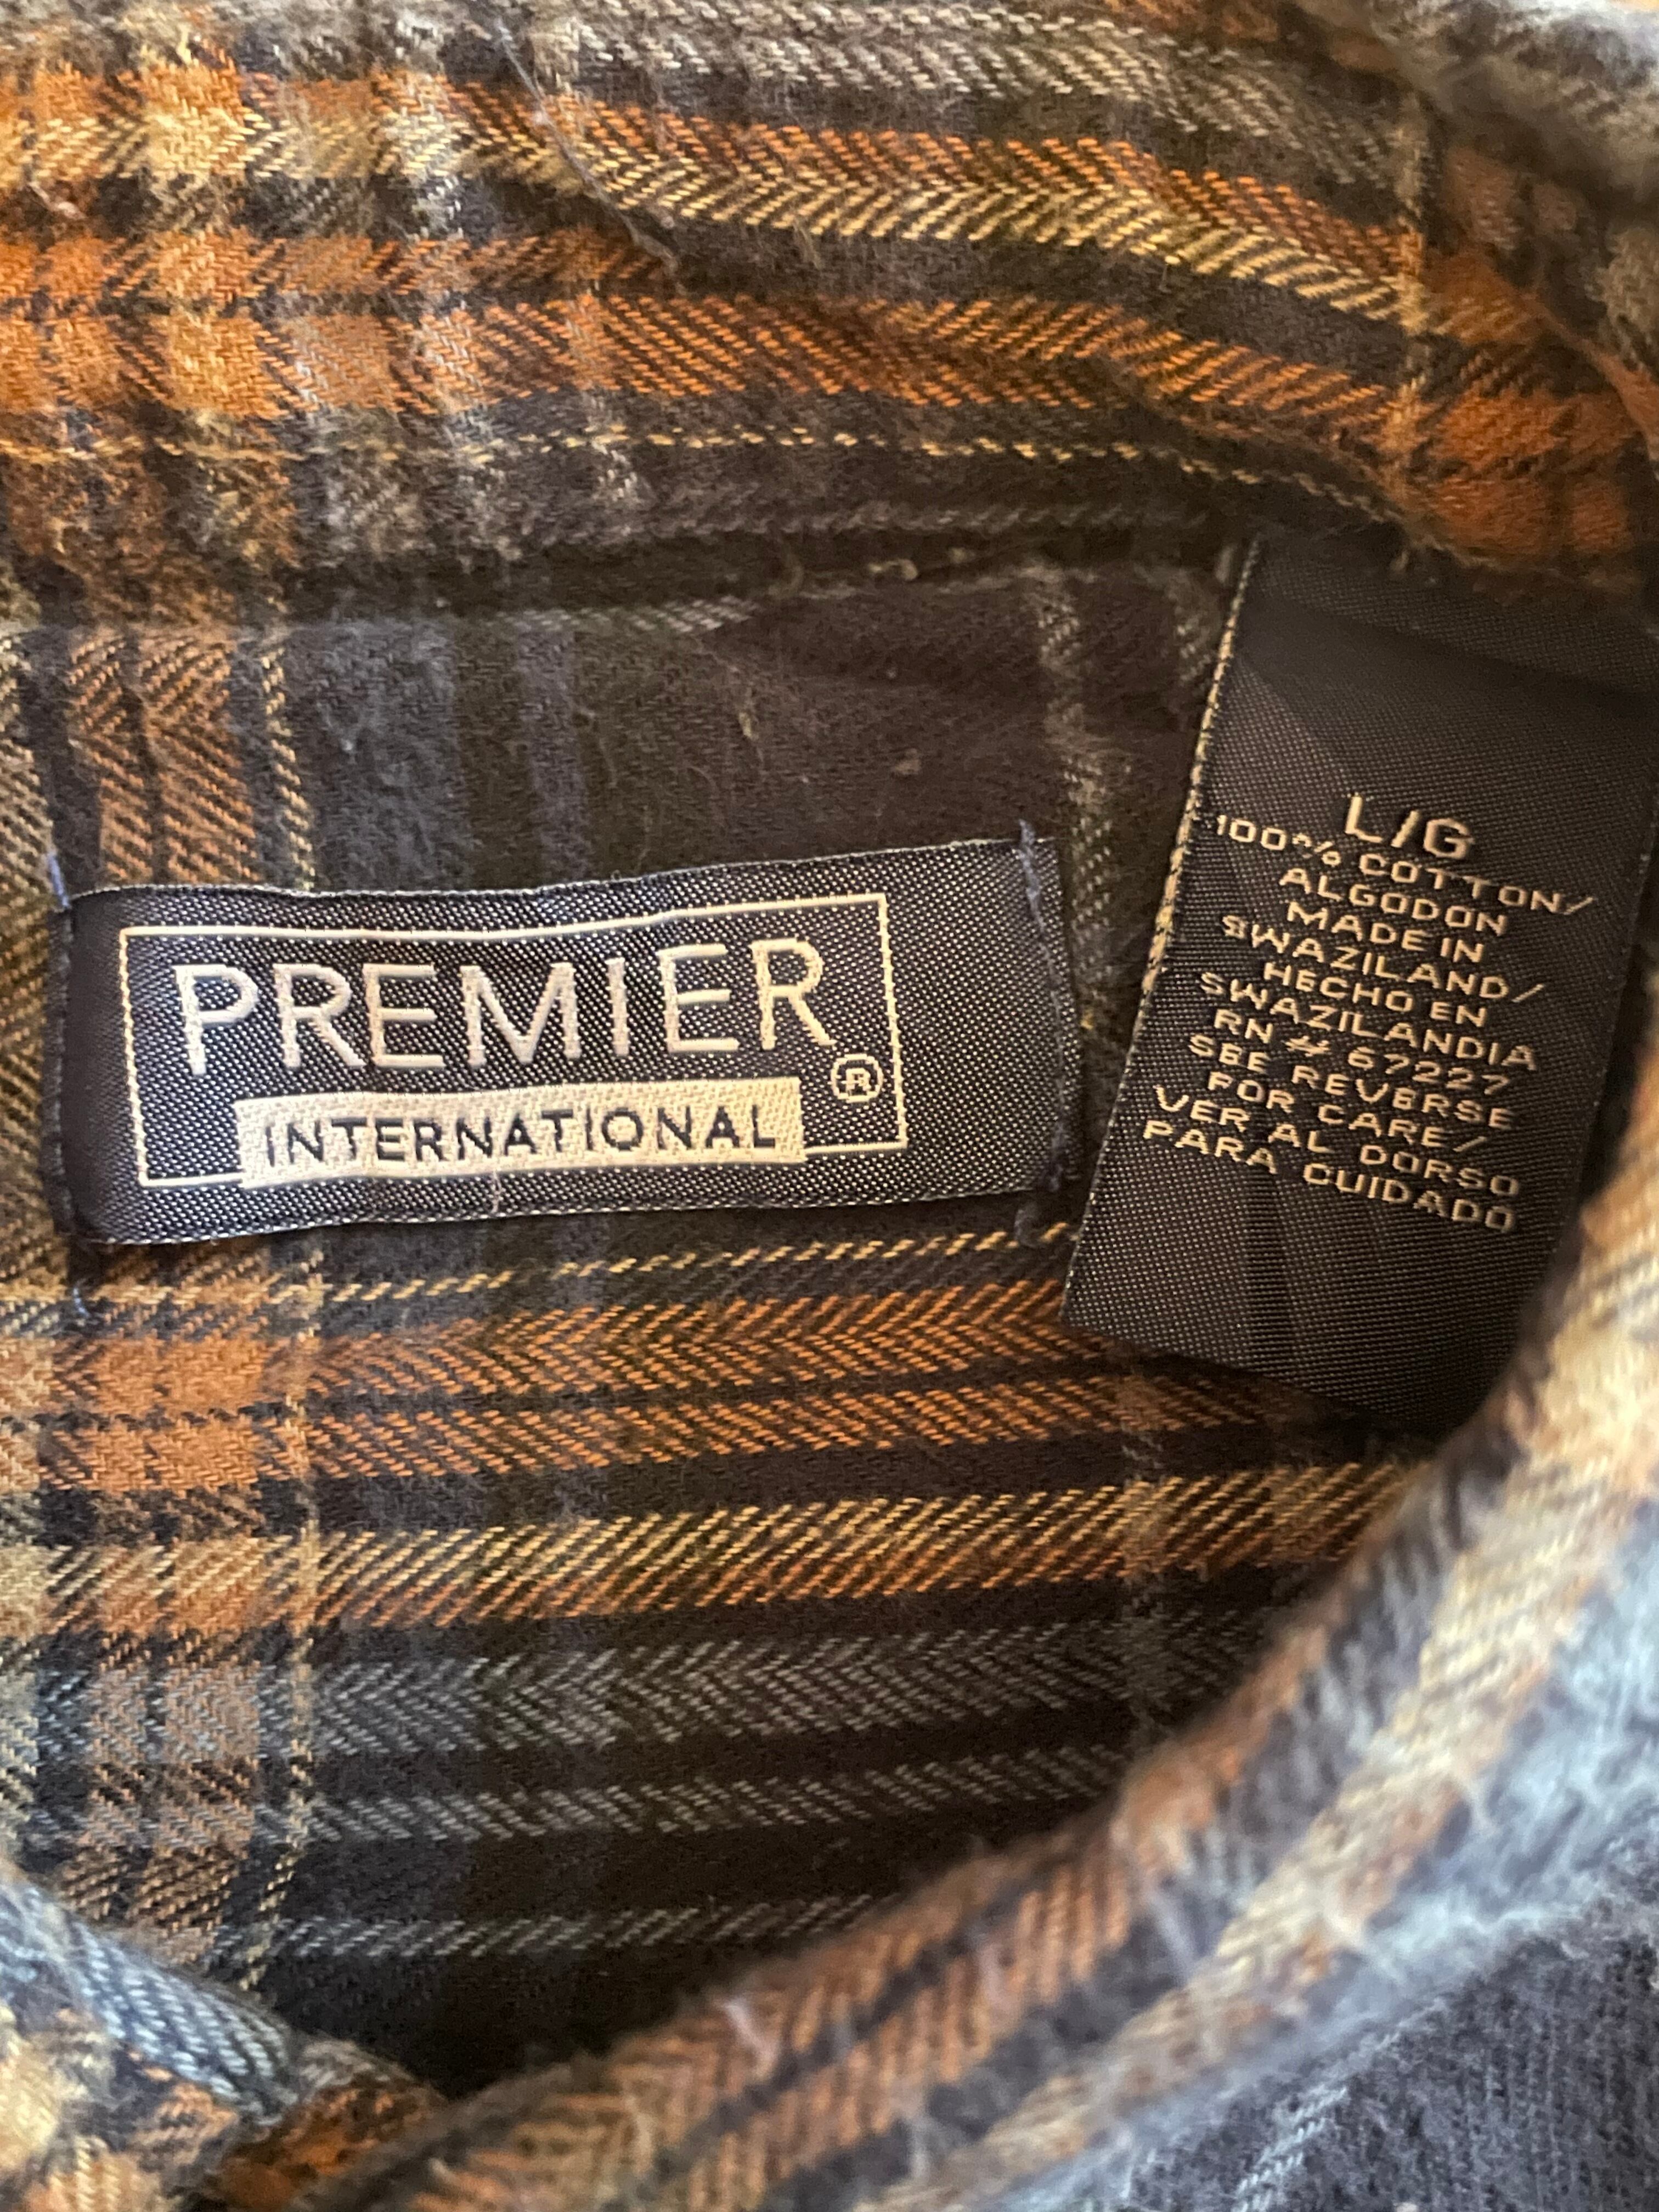 PREMIER
®
INTERNATIONAL
L/G
100% COTTON/
ALGODON
MADE IN
SWAZILAND/
HECHO EN
SWAZILANDIA
RN # 67227
SEE REVERSE
FOR CARE/
VER AL DORSO
PARA CUIDADO